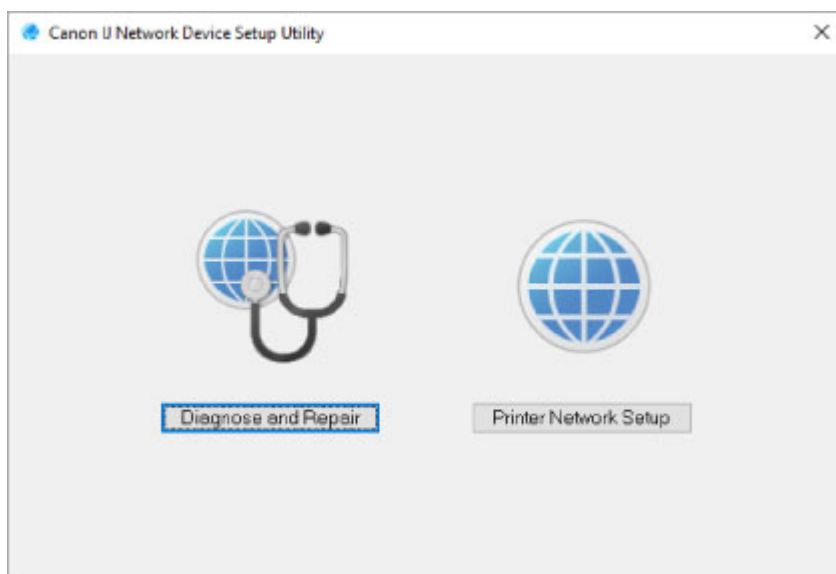 Canon IJ Network Device Setup Utility
Diagnose and Repair
Printer Network Setup